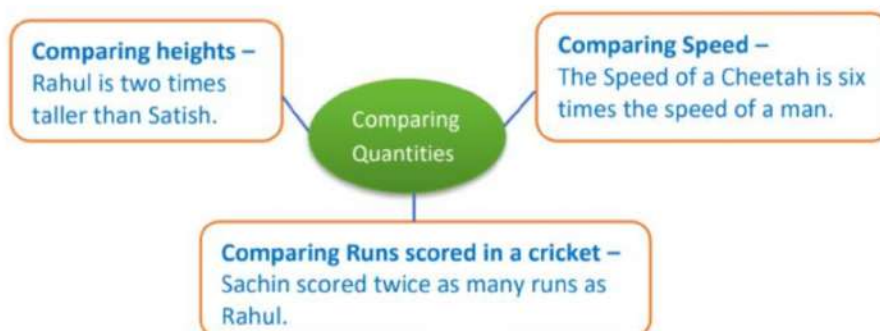 Comparing heights –
Rahul is two times
taller than Satish.
Comparing Speed –
The Speed of a Cheetah is six
times the speed of a man.
Comparing
Quantities
Comparing Runs scored in a cricket –
Sachin scored twice as many runs as
Rahul.